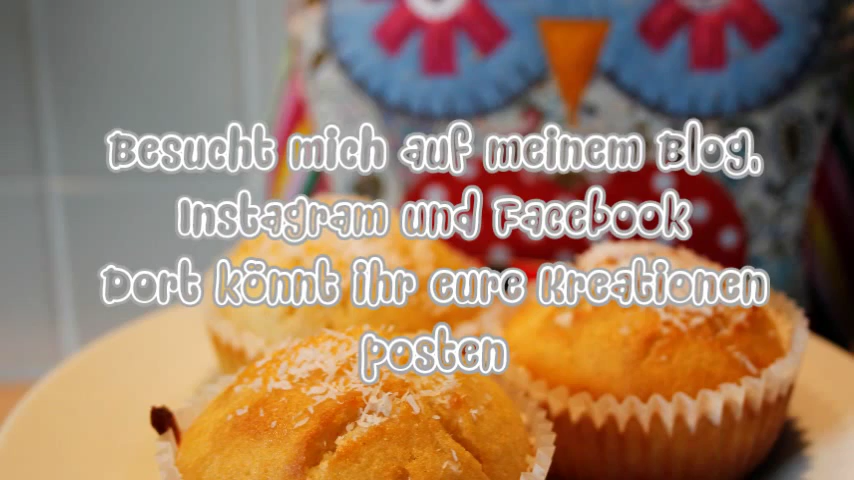 Besucht mich auf meinem Blog,
Instagram und Facebook
Dort könnt ihr eure Kreationen
posten